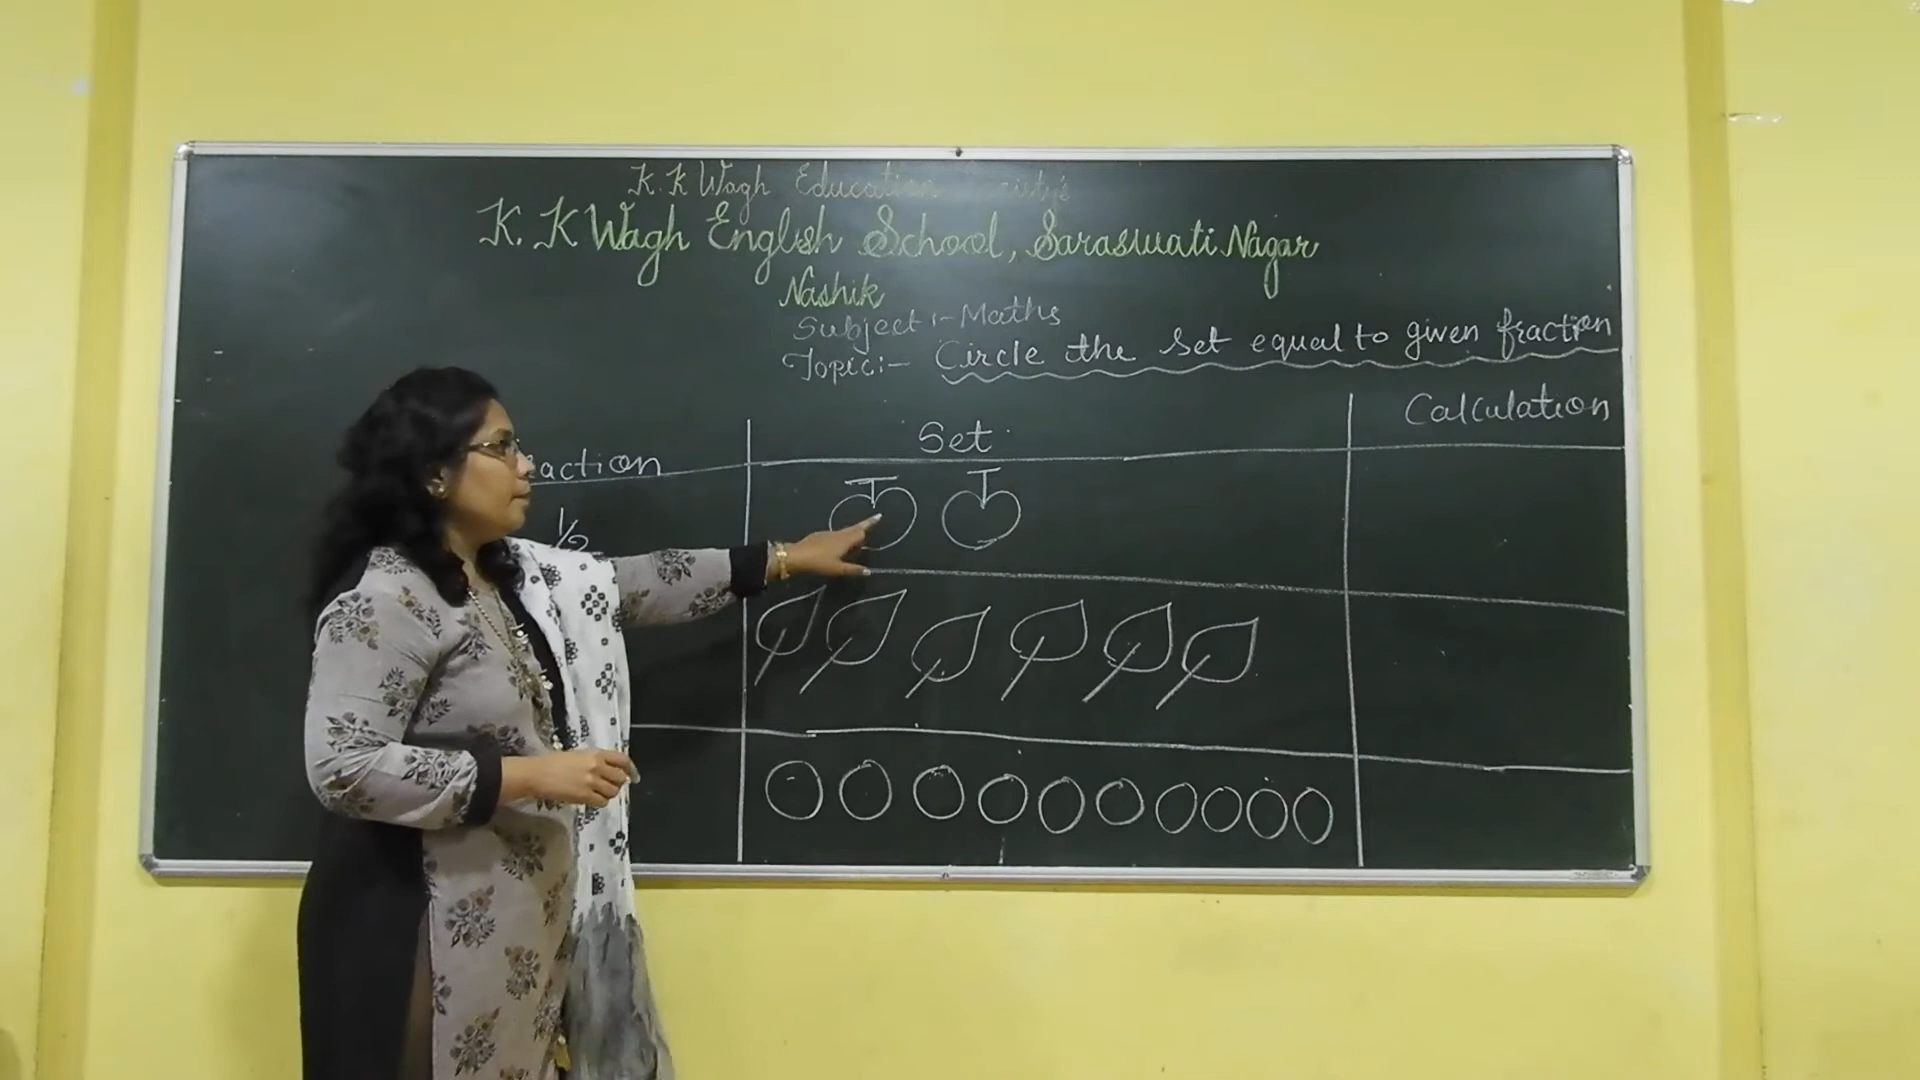 K. K Wagh Education
K. K Wagh English School, Saraswati Nagar
Nashik
Subject :- Maths
Topic :- Circle the set equal to given fraction
Set
Calculation
1/2